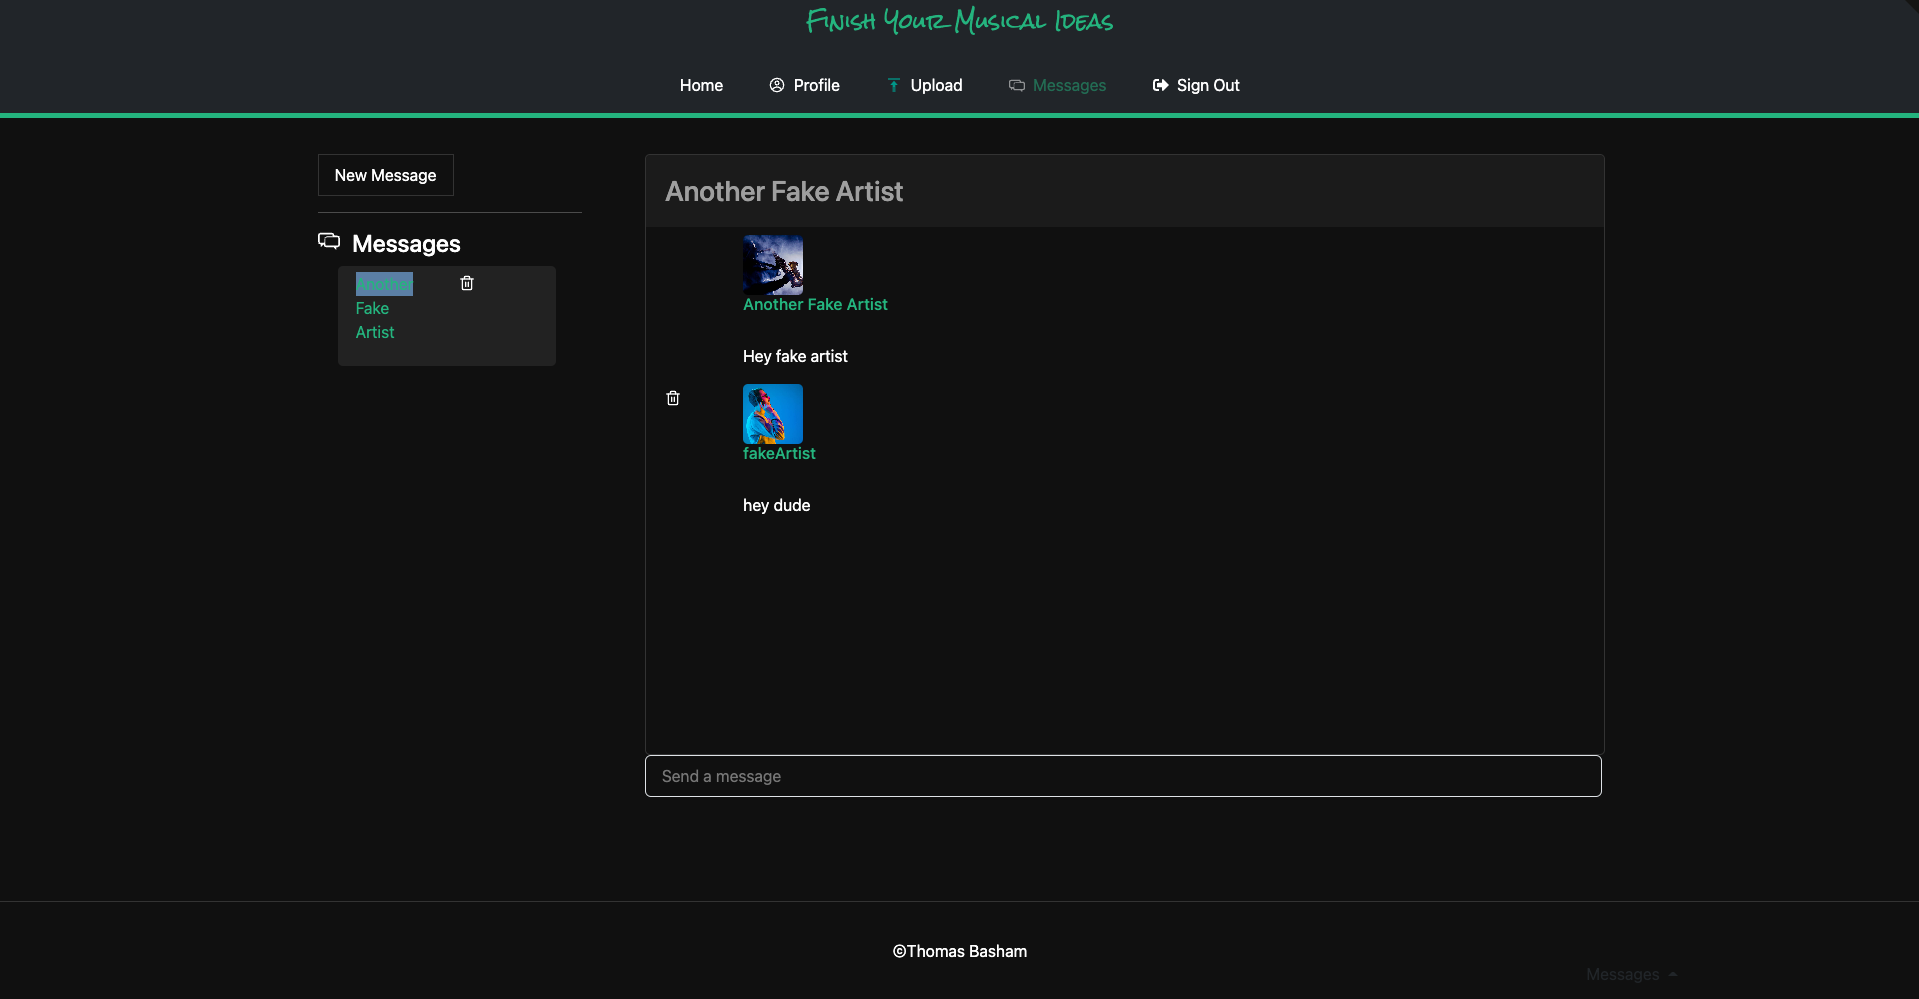 Finish Your Musical Ideas
Home Profile Upload Messages Sign Out
New Message
Messages
Another
Fake
Artist
Another Fake Artist
Another Fake Artist
Hey fake artist
fakeArtist
hey dude
Send a message
©Thomas Basham
Messages